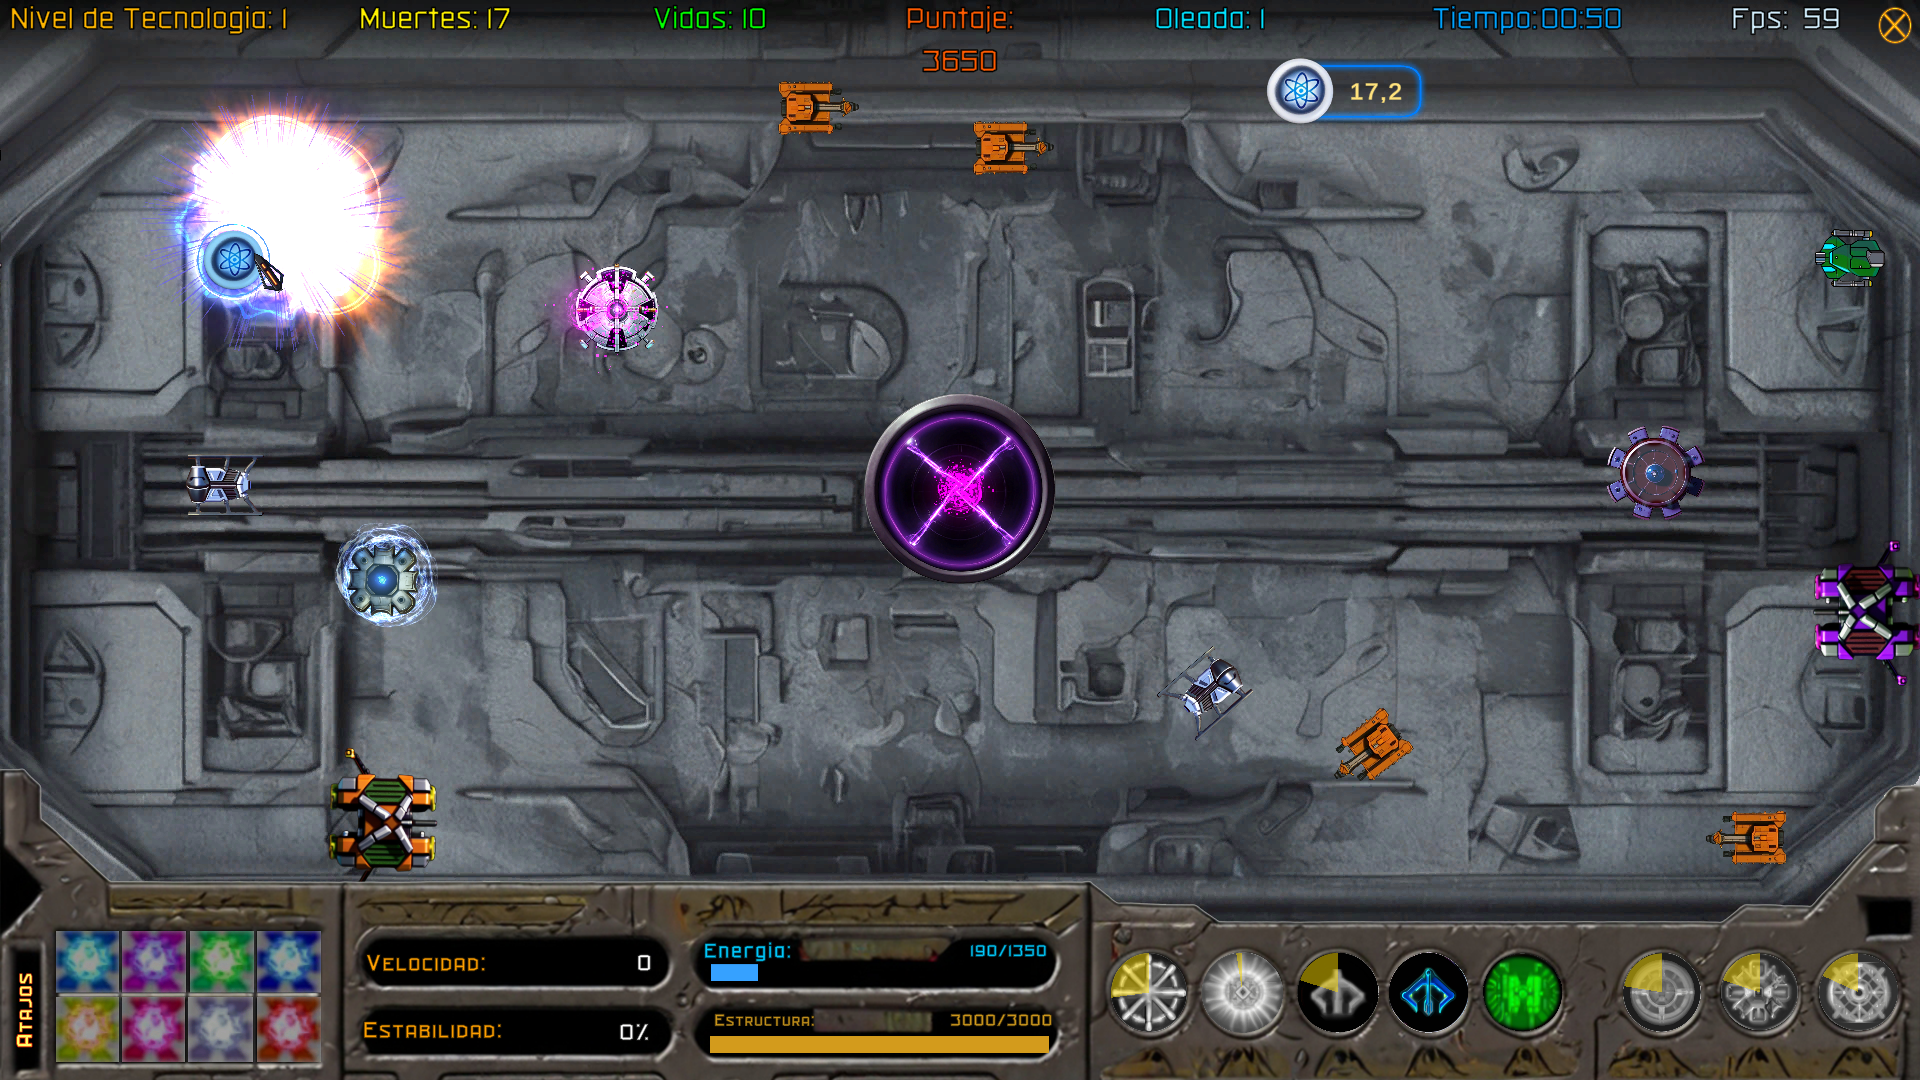 Nivel de Tecnologia: 1
Muertes: 17
Vidas: 10
Puntaje:
3650
Oleada: 1
Tiempo:00:50
Fps: 59
17,2
ATAJOS
VELOCIDAD: 0
ESTABILIDAD: 0%
Energia: 190/1350
ESTRUCTURA: 3000/3000